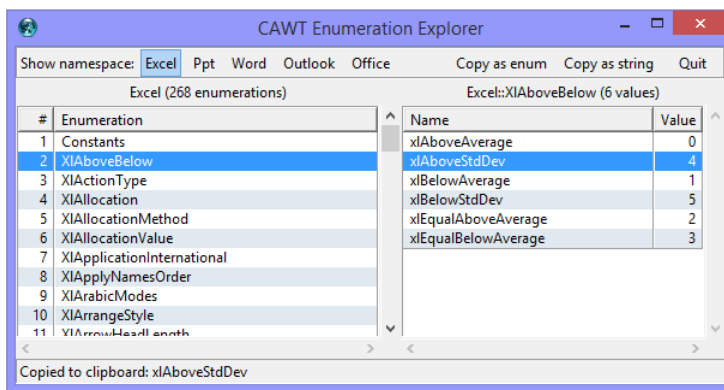 CAWT Enumeration Explorer
Show namespace: Excel Ppt Word Outlook Office Copy as enum Copy as string Quit
Excel (268 enumerations)
# Enumeration
1 Constants
2 XlAboveBelow
3 XlActionType
4 XlAllocation
5 XlAllocationMethod
6 XlAllocationValue
7 XlApplicationInternational
8 XlApplyNamesOrder
9 XlArabicModes
10 XlArrangeStyle
11 XlArrowHeadLength
Excel::XlAboveBelow (6 values)
Name Value
xlAboveAverage 0
xlAboveStdDev 4
xlBelowAverage 1
xlBelowStdDev 5
xlEqualAboveAverage 2
xlEqualBelowAverage 3
Copied to clipboard: xlAboveStdDev